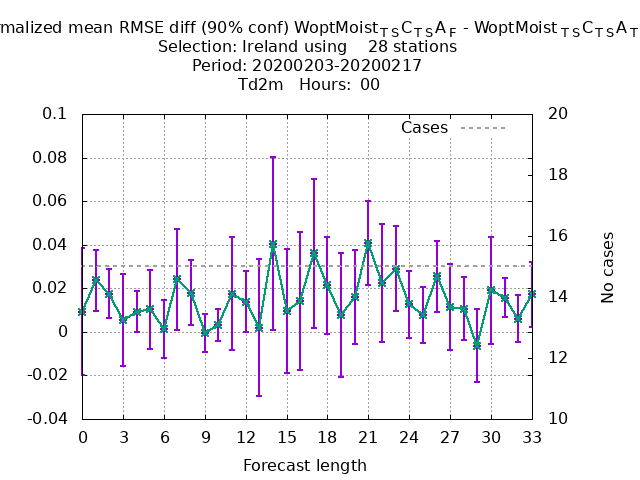 rmalized mean RMSE diff (90% conf) WoptMoist_TSC_TSA_F - WoptMoist_TSC_TSA_T
Selection: Ireland using 28 stations
Period: 20200203-20200217
Td2m Hours: 00
0.1
0.08
0.06
0.04
0.02
0
-0.02
-0.04
Cases
20
18
16
14
12
10
No cases
0 3 6 9 12 15 18 21 24 27 30 33
Forecast length